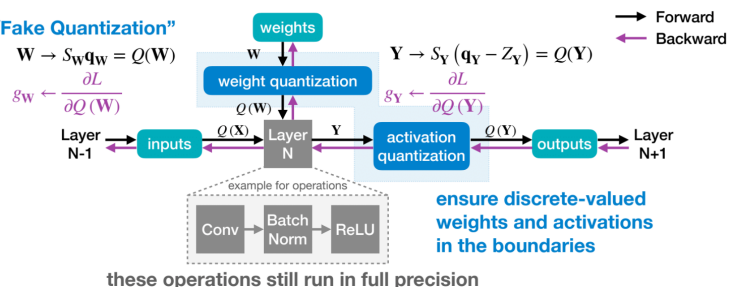 Fake Quantization”
weights
Forward
Backward
W → S_W q_W = Q(W)
W
Y → S_Y (q_Y − Z_Y) = Q(Y)
g_W ← ∂L / ∂Q(W)
weight quantization
g_Y ← ∂L / ∂Q(Y)
Q(W)
Layer
N-1
inputs
Q(X)
Layer
N
Y
activation
quantization
Q(Y)
outputs
Layer
N+1
example for operations
Conv
Batch
Norm
ReLU
ensure discrete-valued
weights and activations
in the boundaries
these operations still run in full precision